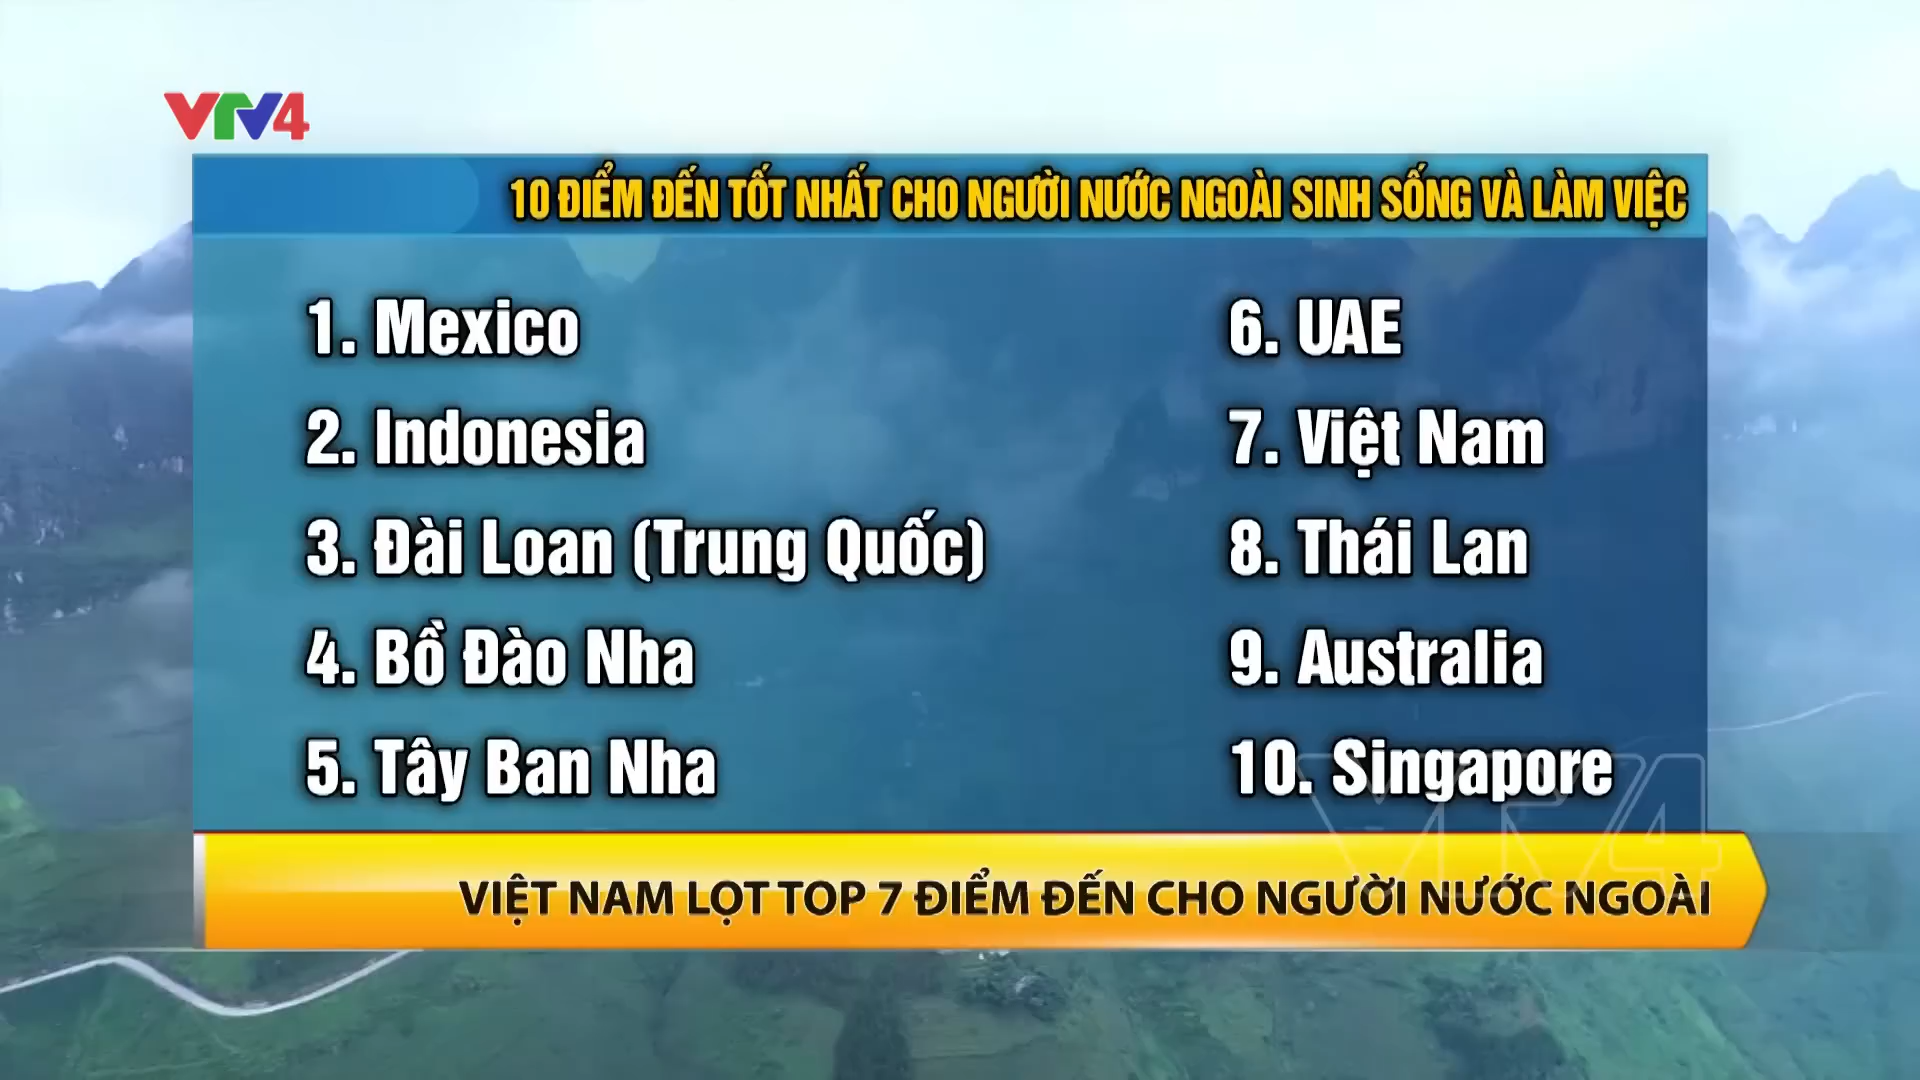 VTV4
10 ĐIỂM ĐẾN TỐT NHẤT CHO NGƯỜI NƯỚC NGOÀI SINH SỐNG VÀ LÀM VIỆC
1. Mexico
2. Indonesia
3. Đài Loan (Trung Quốc)
4. Bồ Đào Nha
5. Tây Ban Nha
6. UAE
7. Việt Nam
8. Thái Lan
9. Australia
10. Singapore
VTV4
VIỆT NAM LỌT TOP 7 ĐIỂM ĐẾN CHO NGƯỜI NƯỚC NGOÀI